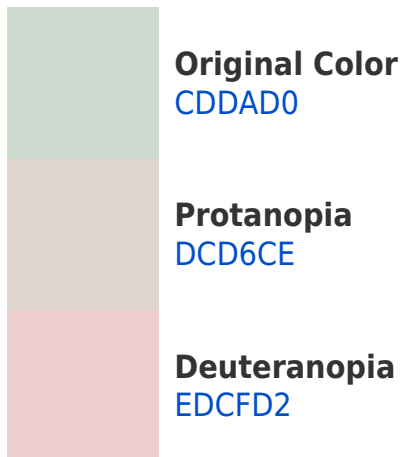 Original Color
CDDAD0
Protanopia
DCD6CE
Deuteranopia
EDCFD2